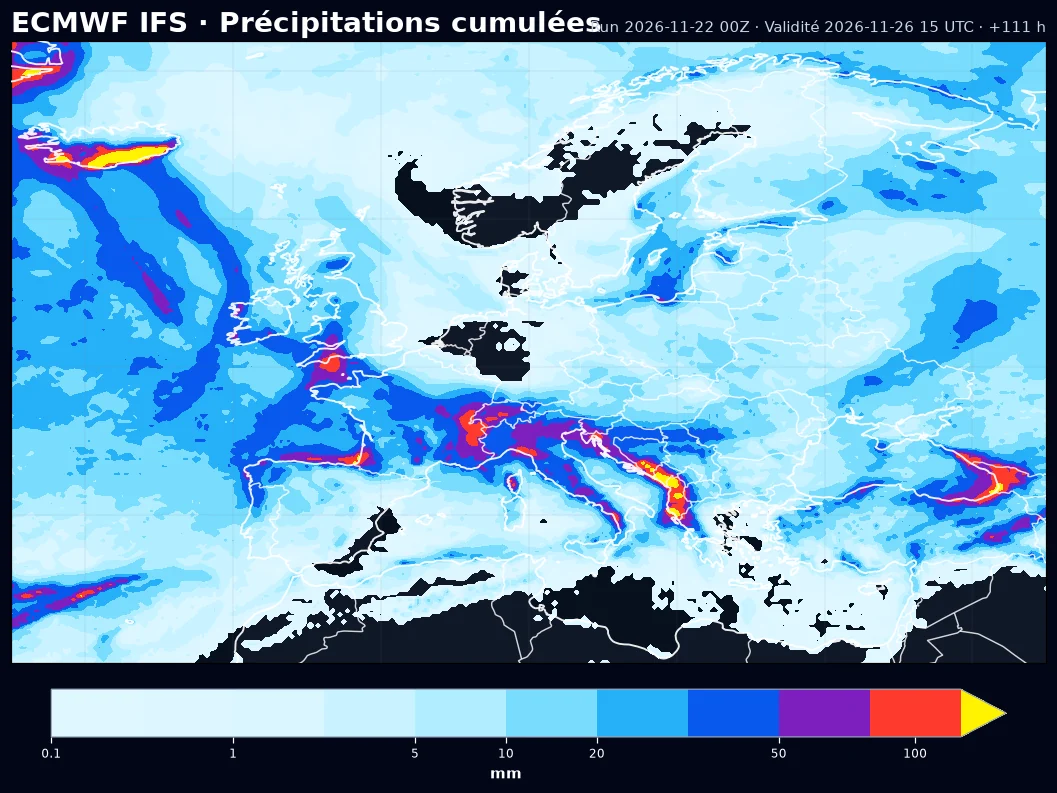 ECMWF IFS · Précipitations cumulées
Run 2026-11-22 00Z · Validité 2026-11-26 15 UTC · +111 h
0.1 1 5 10 20 50 100
mm